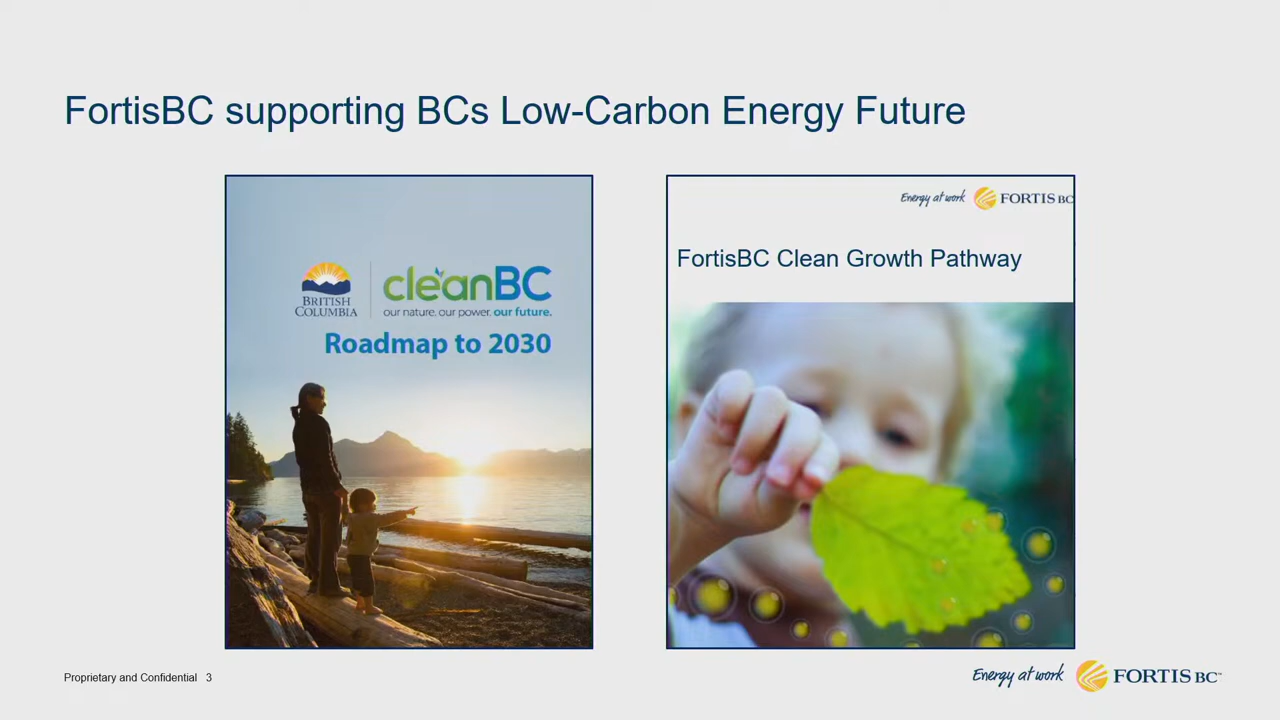 FortisBC supporting BCs Low-Carbon Energy Future
BRITISH
COLUMBIA
cleanBC
our nature. our power. our future.
Roadmap to 2030
Energy at work FORTIS BC
FortisBC Clean Growth Pathway
Proprietary and Confidential 3
Energy at work FORTIS BC™